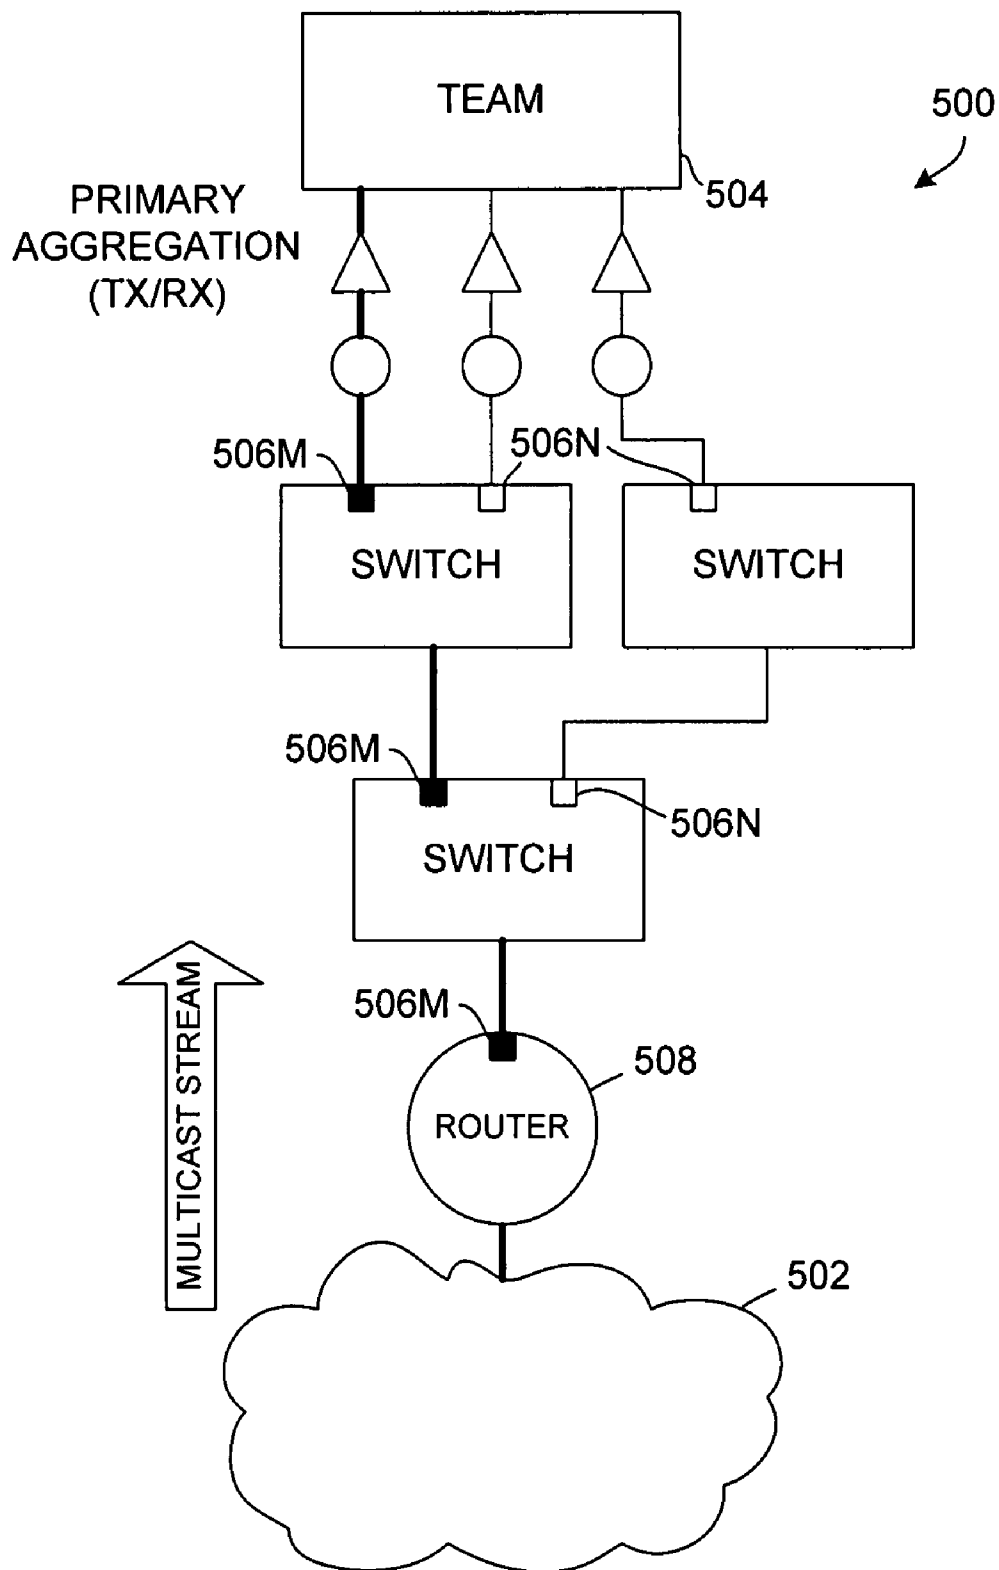 TEAM
500
504
PRIMARY
AGGREGATION
(TX/RX)
506M
506N
SWITCH
SWITCH
506M
506N
SWITCH
MULTICAST STREAM
506M
508
ROUTER
502